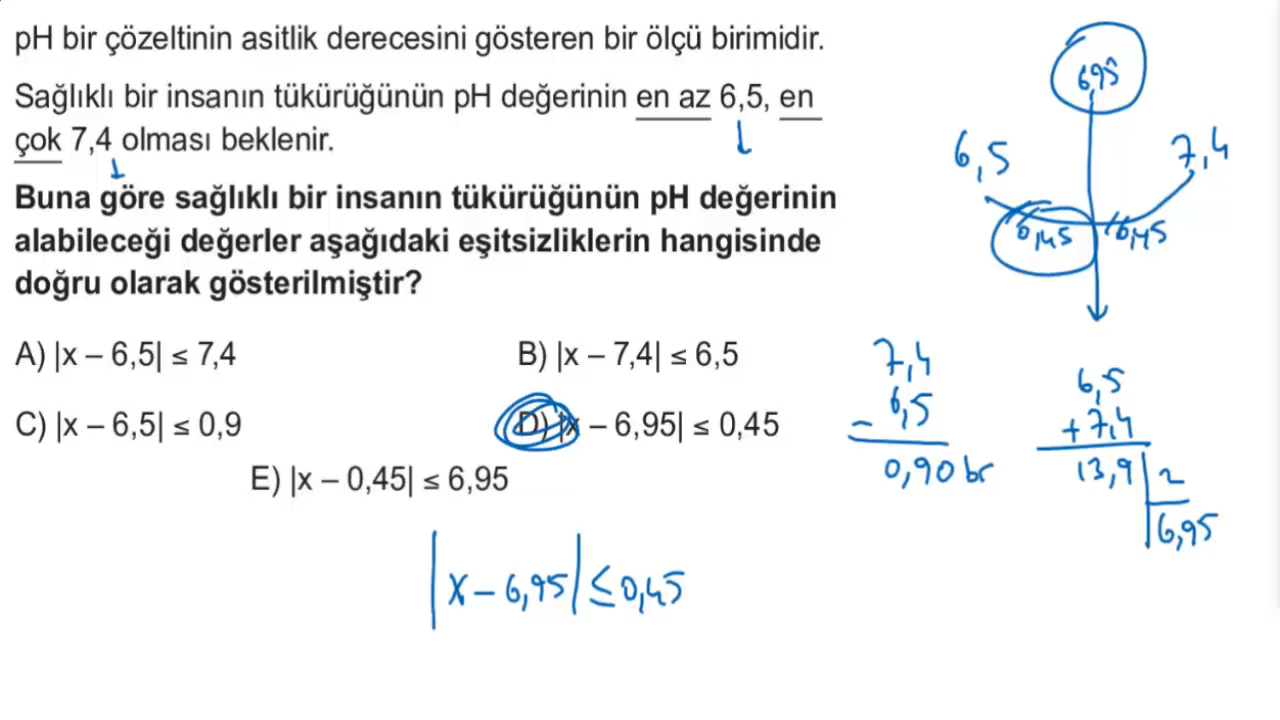 pH bir çözeltinin asitlik derecesini gösteren bir ölçü birimidir.
Sağlıklı bir insanın tükürüğünün pH değerinin en az 6,5, en
çok 7,4 olması beklenir.
Buna göre sağlıklı bir insanın tükürüğünün pH değerinin
alabileceği değerler aşağıdaki eşitsizliklerin hangisinde
doğru olarak gösterilmiştir?
A) |x – 6,5| ≤ 7,4
B) |x – 7,4| ≤ 6,5
C) |x – 6,5| ≤ 0,9
D) |x – 6,95| ≤ 0,45
E) |x – 0,45| ≤ 6,95
|x – 6,95| ≤ 0,45
6,95
6,5
7,4
0,45
0,45
7,4
– 6,5
0,90 br
6,5
+ 7,4
13,9 | 2
6,95